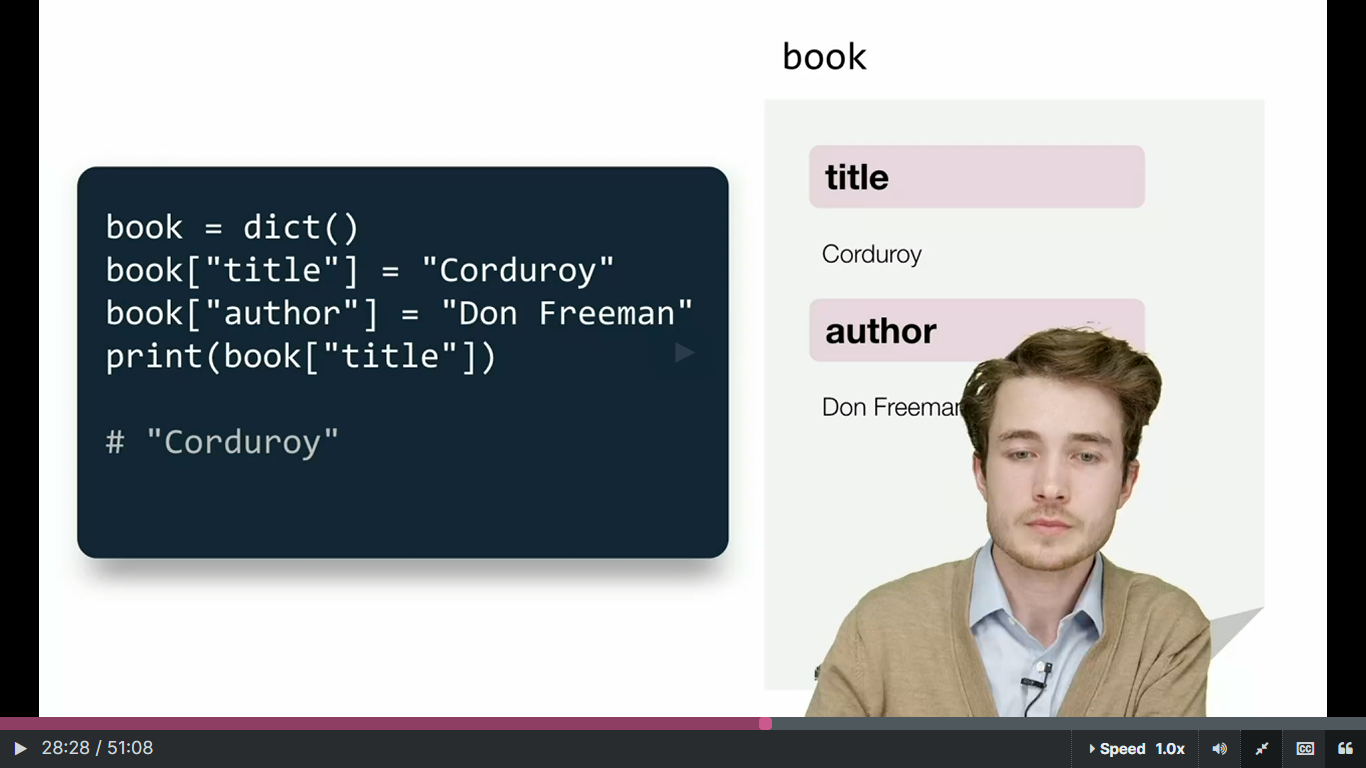 book
book = dict()
book["title"] = "Corduroy"
book["author"] = "Don Freeman"
print(book["title"])
# "Corduroy"
title
Corduroy
author
Don Freeman
28:28 / 51:08
Speed 1.0x
CC